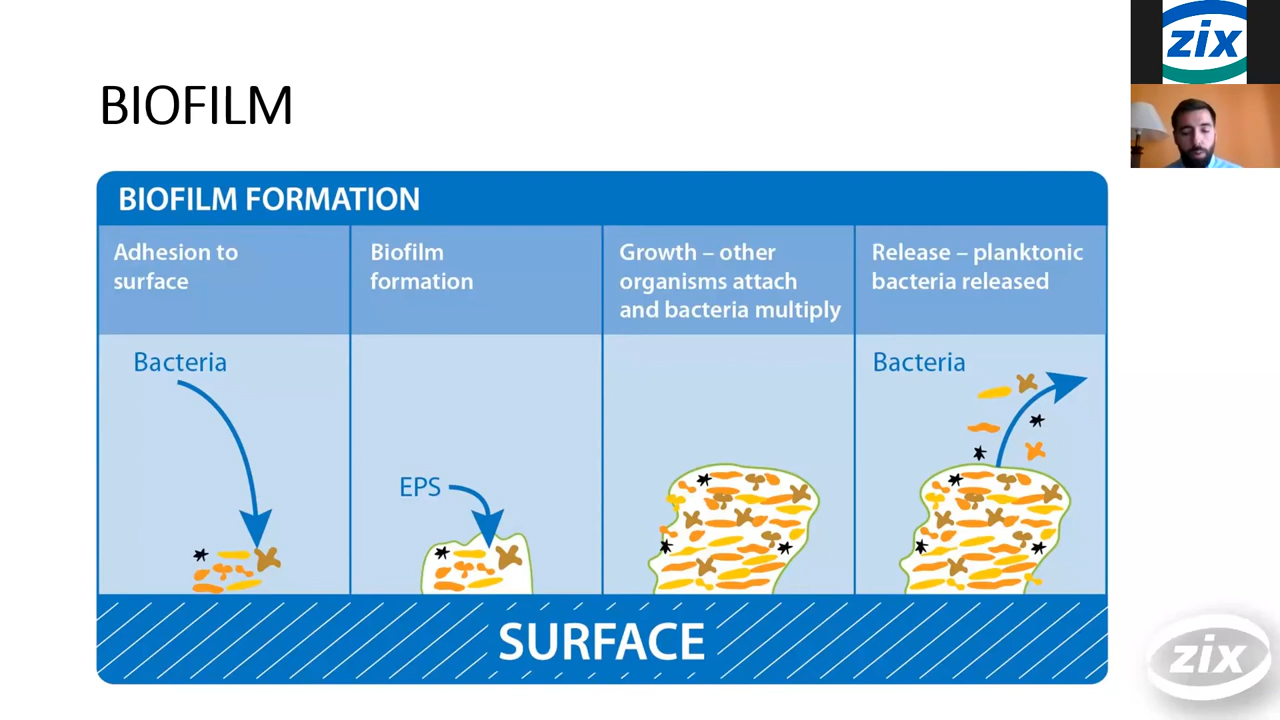 BIOFILM
BIOFILM FORMATION
Adhesion to
surface
Biofilm
formation
Growth – other
organisms attach
and bacteria multiply
Release – planktonic
bacteria released
Bacteria
EPS
Bacteria
SURFACE
zix
zix